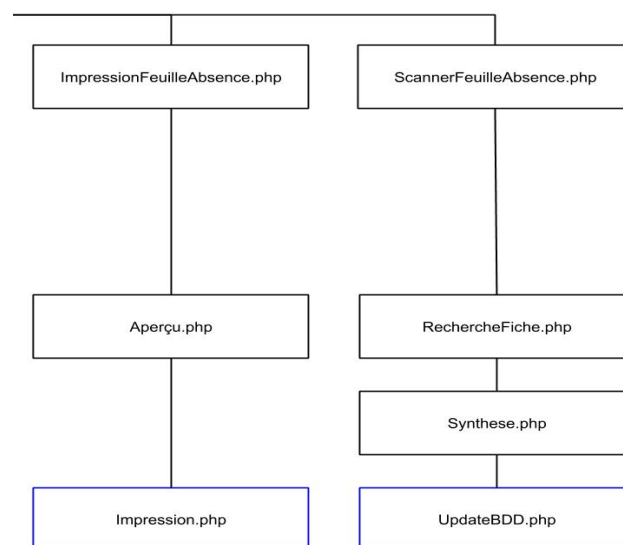 ImpressionFeuilleAbsence.php
ScannerFeuilleAbsence.php
Aperçu.php
RechercheFiche.php
Synthese.php
Impression.php
UpdateBDD.php